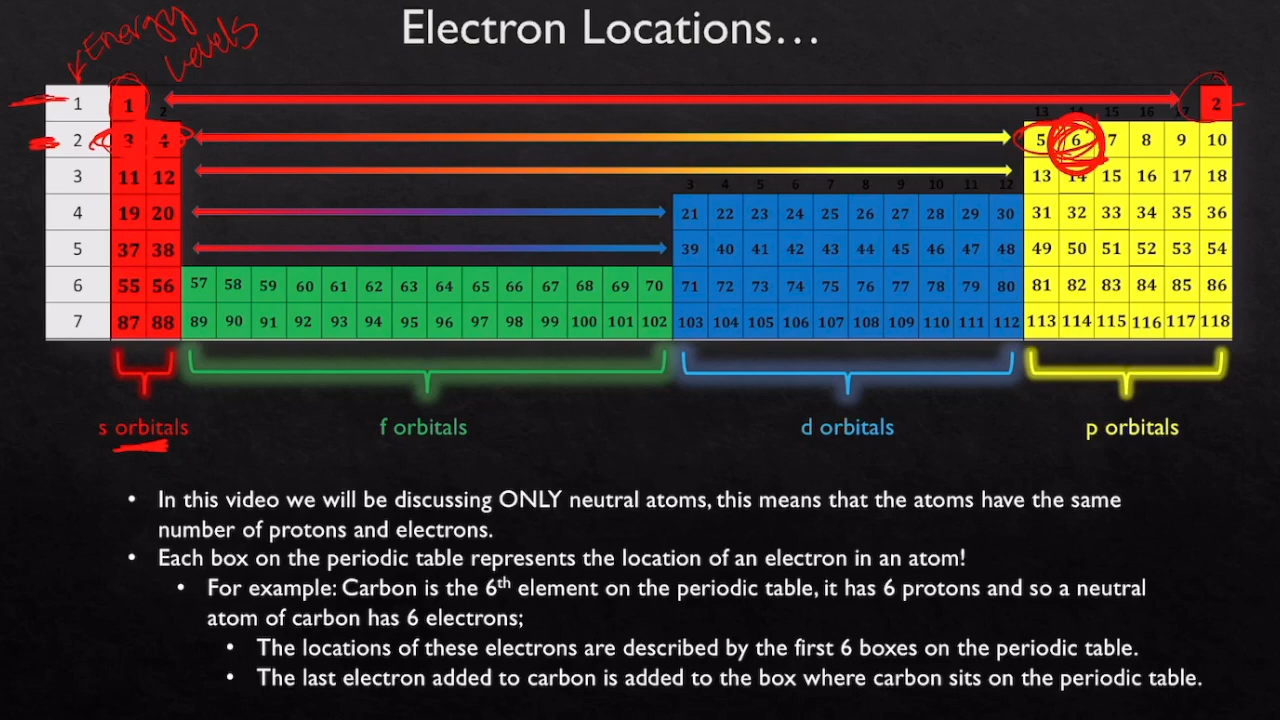 Electron Locations...
Energy
Levels
1 1 2 2
13 14 15 16 17
2 3 4 5 6 7 8 9 10
3 11 12 13 14 15 16 17 18
3 4 5 6 7 8 9 10 11 12
4 19 20 21 22 23 24 25 26 27 28 29 30 31 32 33 34 35 36
5 37 38 39 40 41 42 43 44 45 46 47 48 49 50 51 52 53 54
6 55 56 57 58 59 60 61 62 63 64 65 66 67 68 69 70 71 72 73 74 75 76 77 78 79 80 81 82 83 84 85 86
7 87 88 89 90 91 92 93 94 95 96 97 98 99 100 101 102 103 104 105 106 107 108 109 110 111 112 113 114 115 116 117 118
s orbitals f orbitals d orbitals p orbitals
• In this video we will be discussing ONLY neutral atoms, this means that the atoms have the same
number of protons and electrons.
• Each box on the periodic table represents the location of an electron in an atom!
• For example: Carbon is the 6th element on the periodic table, it has 6 protons and so a neutral
atom of carbon has 6 electrons;
• The locations of these electrons are described by the first 6 boxes on the periodic table.
• The last electron added to carbon is added to the box where carbon sits on the periodic table.